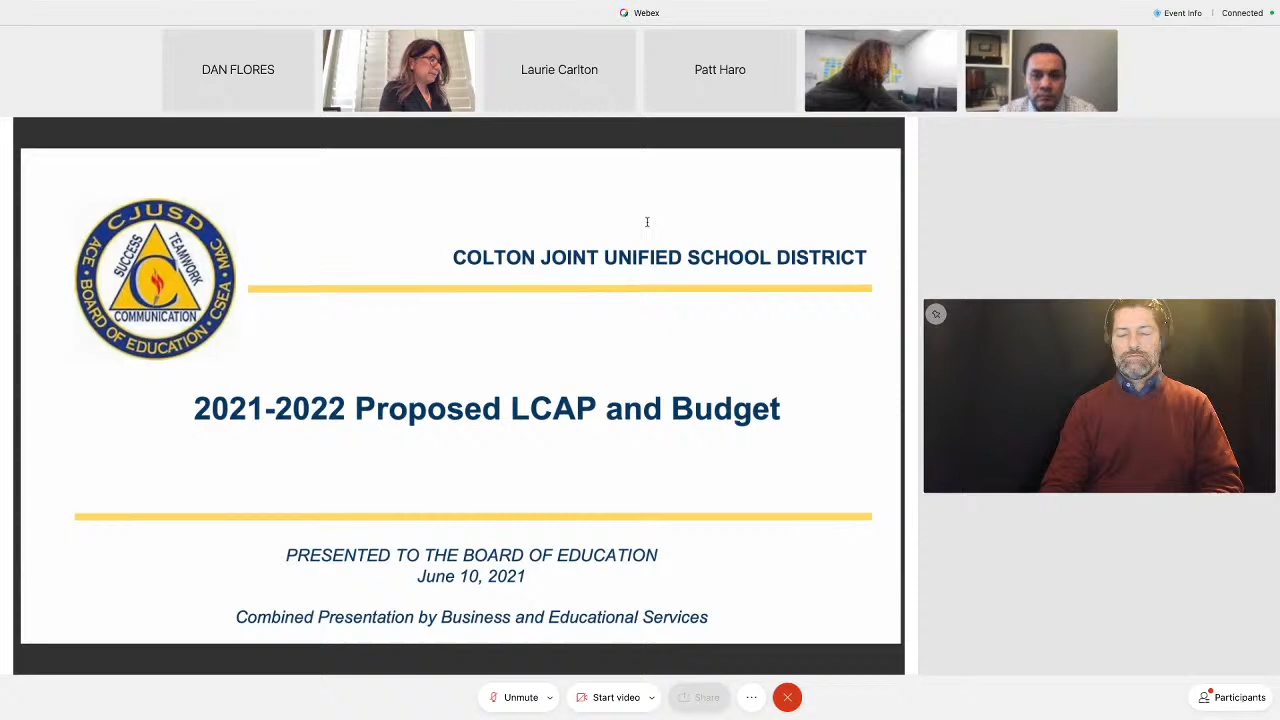 Webex
Event Info
Connected
DAN FLORES
Laurie Carlton
Patt Haro
CJUSD
ACE • BOARD OF EDUCATION • CSEA • MAC
SUCCESS
TEAMWORK
C
COMMUNICATION
COLTON JOINT UNIFIED SCHOOL DISTRICT
2021-2022 Proposed LCAP and Budget
PRESENTED TO THE BOARD OF EDUCATION
June 10, 2021
Combined Presentation by Business and Educational Services
Unmute
Start video
Share
Participants